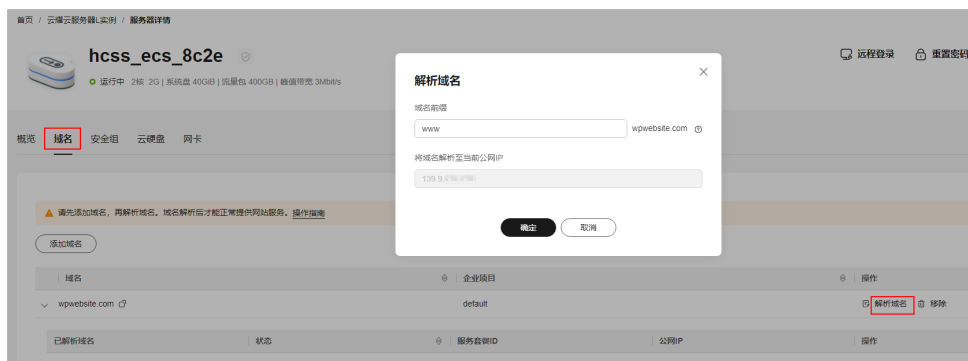 首页 / 云耀云服务器L实例 / 服务器详情
hcss_ecs_8c2e
运行中 2核 2G | 系统盘 40GiB | 流量包 400GB | 峰值带宽 3Mbit/s
远程登录 重置密码
概览 域名 安全组 云硬盘 网卡
解析域名
域名前缀
www wpwebsite.com
将域名解析至当前公网IP
139.9.
确定 取消
请先添加域名，再解析域名。域名解析后才能正常提供网站服务。操作指南
添加域名
域名 企业项目 操作
wpwebsite.com default 解析域名 移除
已解析域名 状态 服务套餐ID 公网IP 操作